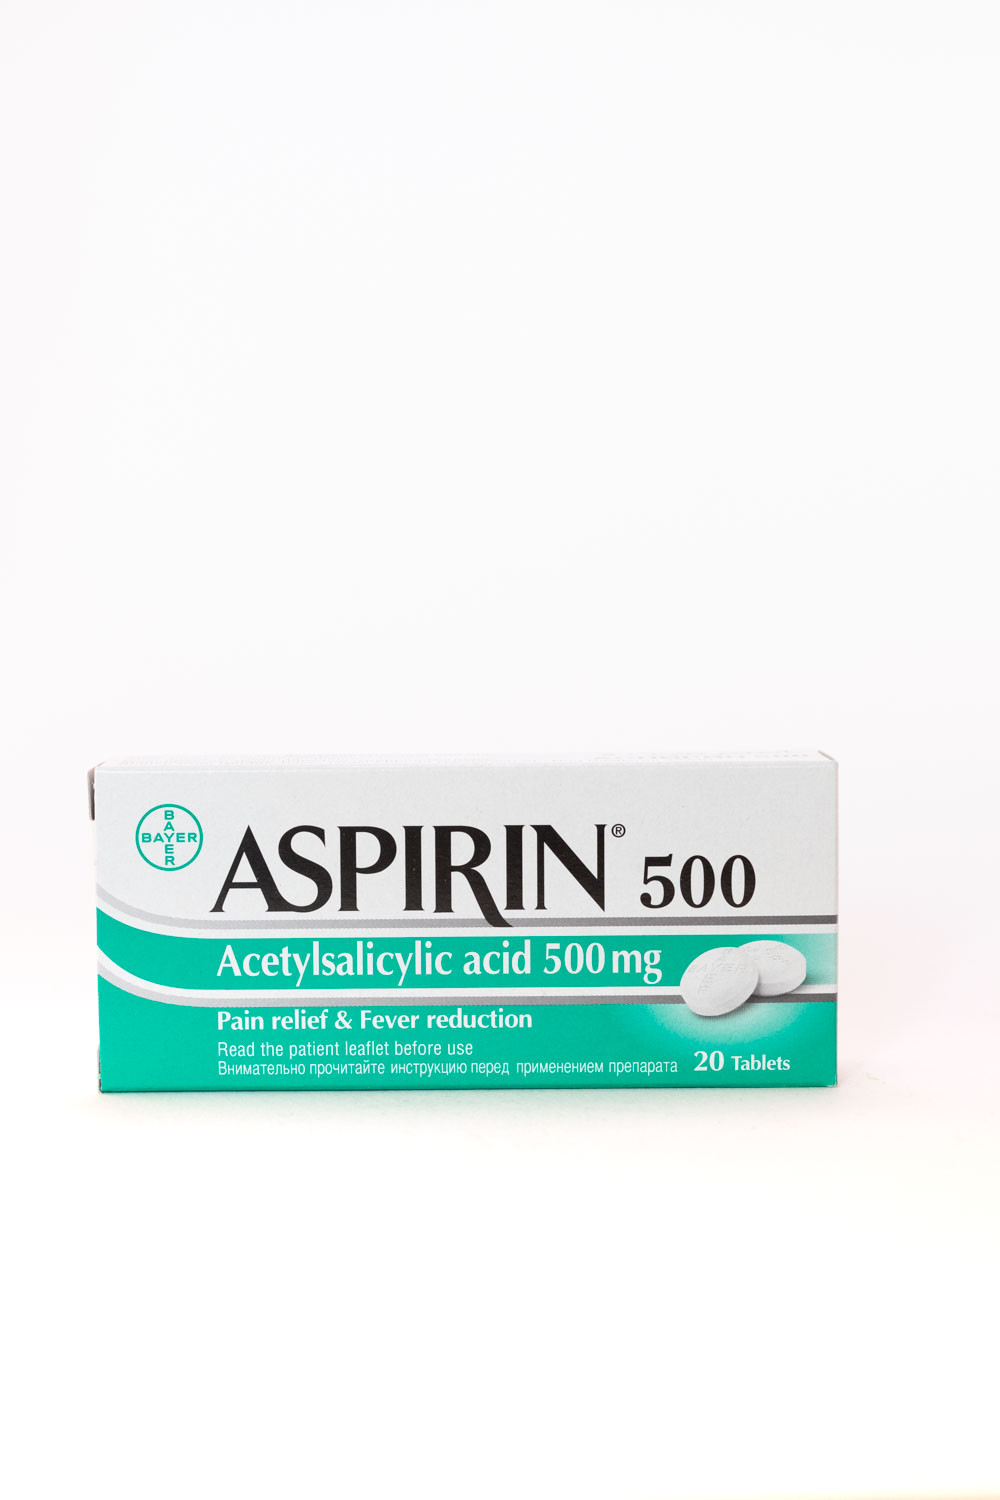 BAYER
BAYER
ASPIRIN® 500
Acetylsalicylic acid 500 mg
Pain relief & Fever reduction
Read the patient leaflet before use
Внимательно прочитайте инструкцию перед применением препарата
20 Tablets